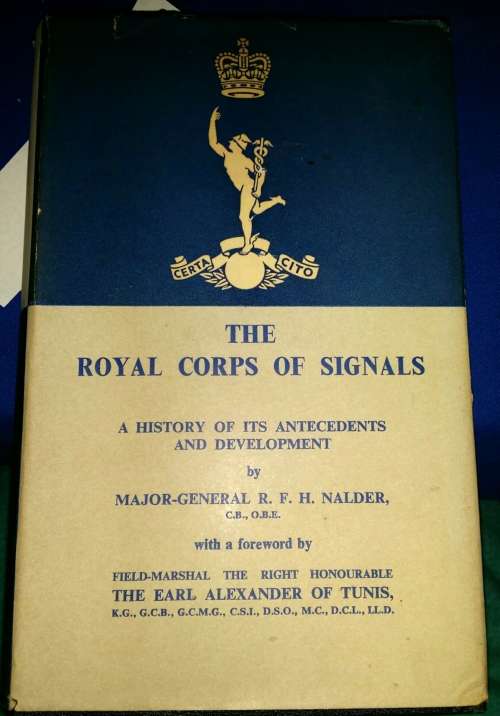 CERTA CITO
THE
ROYAL CORPS OF SIGNALS
A HISTORY OF ITS ANTECEDENTS
AND DEVELOPMENT
by
MAJOR-GENERAL R. F. H. NALDER,
C.B., O.B.E.
with a foreword by
FIELD-MARSHAL THE RIGHT HONOURABLE
THE EARL ALEXANDER OF TUNIS,
K.G., G.C.B., G.C.M.G., C.S.I., D.S.O., M.C., D.C.L., LL.D.